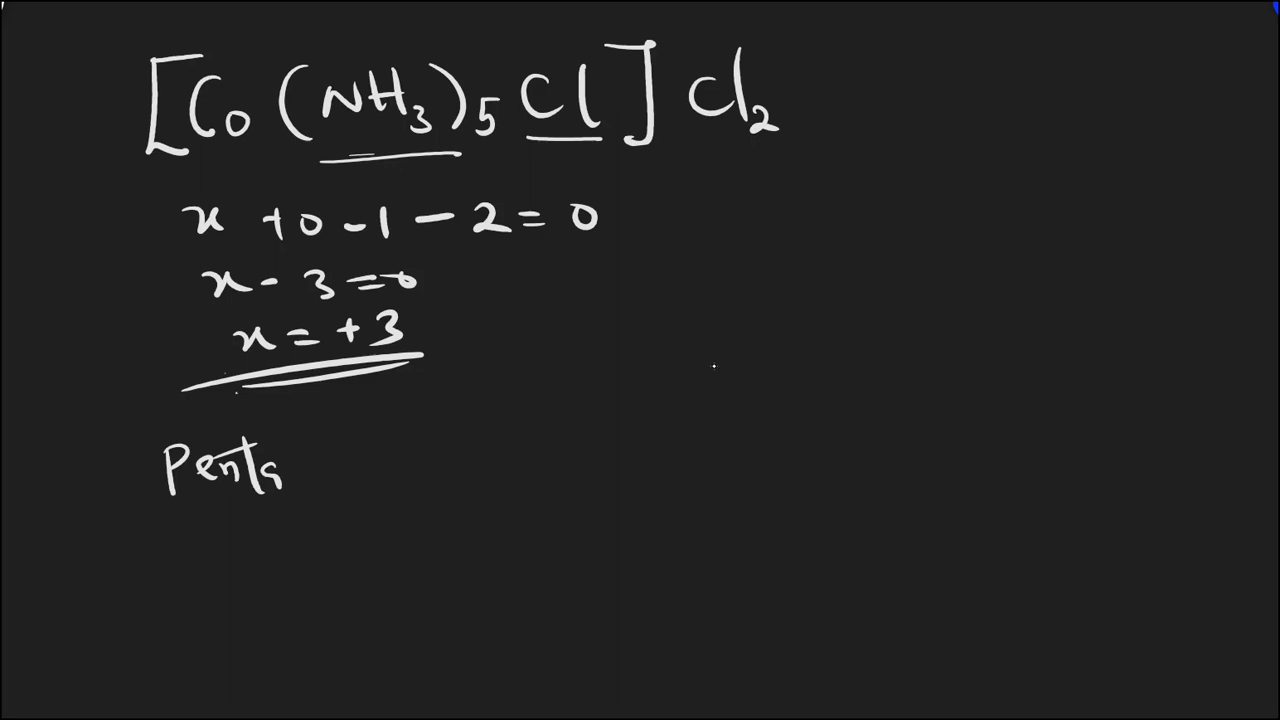 [Co(NH₃)₅Cl]Cl₂
x + 0 - 1 - 2 = 0
x - 3 = 0
x = +3
Penta